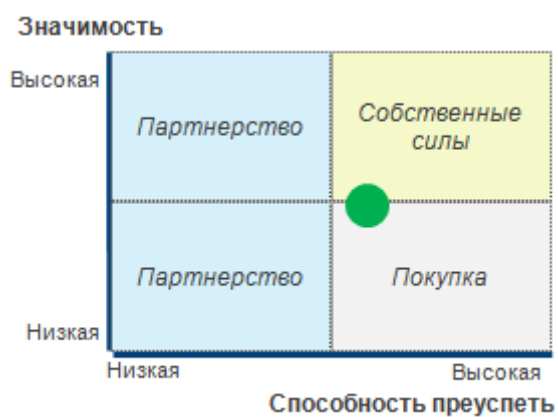 Значимость
Высокая
Партнерство
Собственные
силы
Партнерство
Покупка
Низкая
Низкая
Высокая
Способность преуспеть